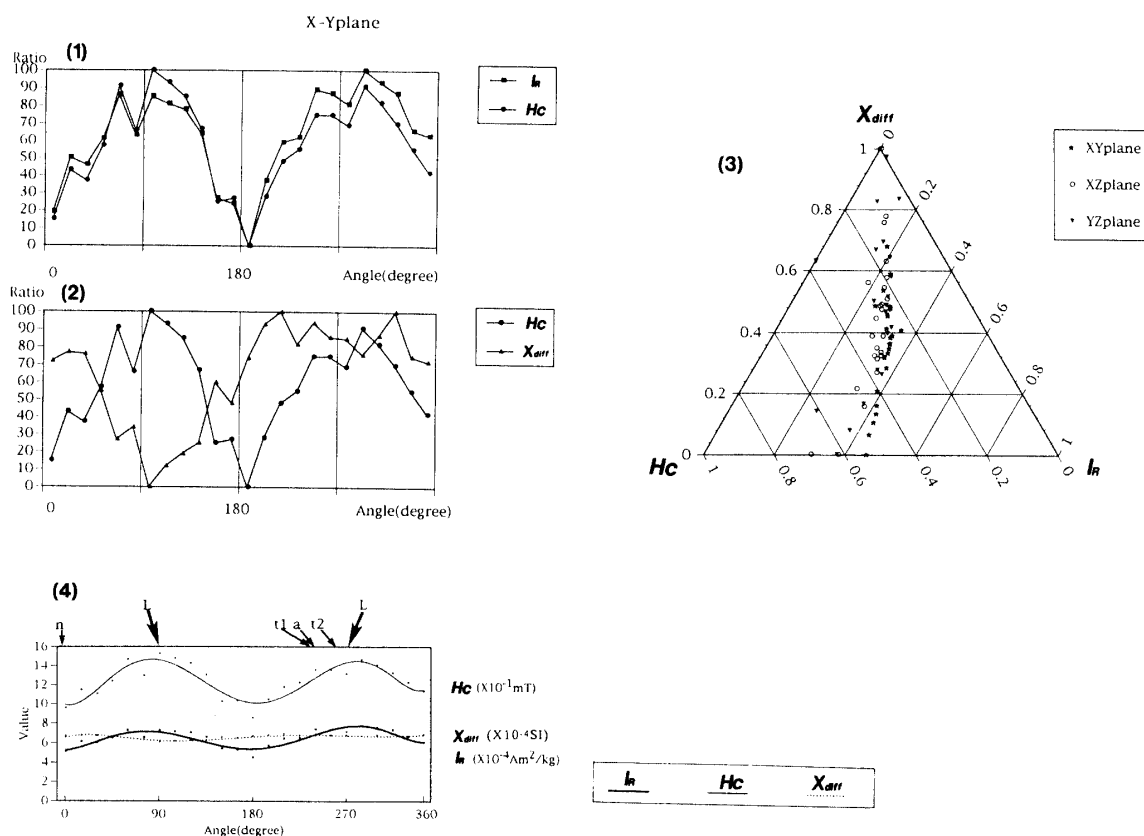 X-Yplane
Ratio (1)
100
90
80
70
60
50
40
30
20
10
0
0 180 Angle(degree)
IR
Hc
Ratio (2)
100
90
80
70
60
50
40
30
20
10
0
0 180 Angle(degree)
Hc
Xdiff
(3)
Xdiff
1 0
0.8 0.2
0.6 0.4
0.4 0.6
0.2 0.8
0 1
Hc IR
1 0.8 0.6 0.4 0.2 0
XYplane
XZplane
YZplane
(4)
n L t1 a t2 L
16
14
12
10
8
6
4
2
0
Value
0 90 180 270 360
Angle(degree)
Hc (X10-1mT)
Xdiff (X10-4SI)
IR (X10-4Am2/kg)
IR Hc Xdiff